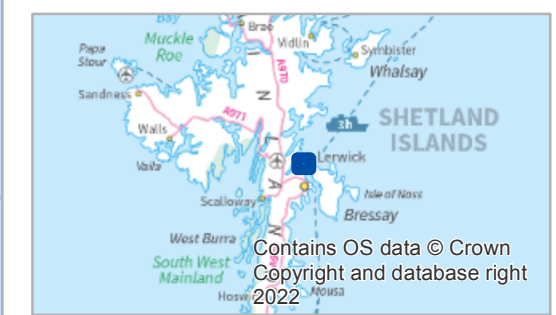 Bay
Brae
Muckle
Roe
Vidlin
Symbister
Whalsay
Papa
Stour
A970
Sandness
I
N
L
A
N
A971
3h
SHETLAND
ISLANDS
Walls
Vaila
Lerwick
Scalloway
Isle of Noss
Bressay
West Burra
South West
Mainland
Contains OS data © Crown
Copyright and database right
2022
Hoswi
Mousa